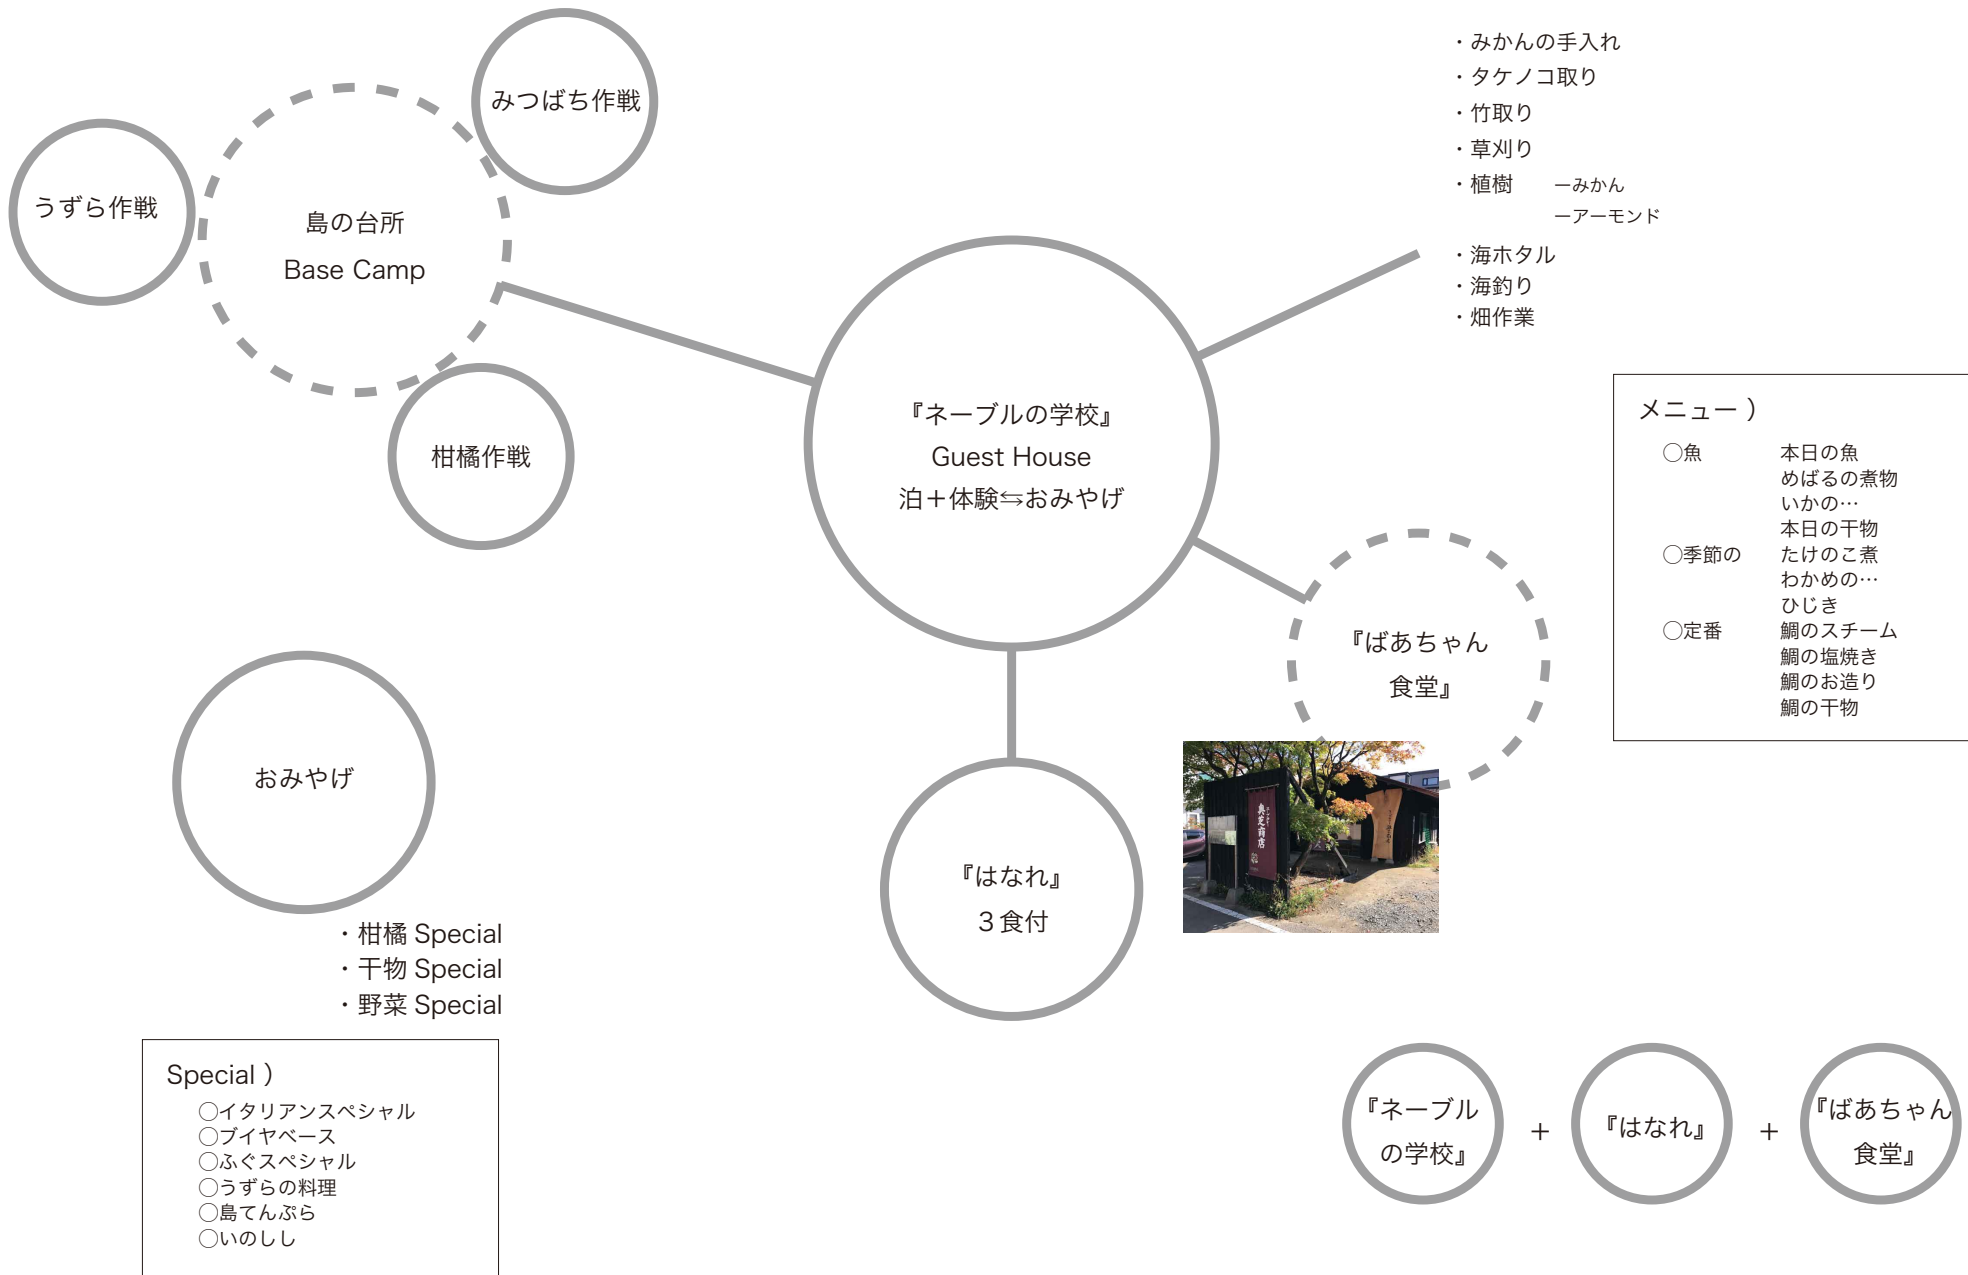 みつばち作戦
うずら作戦
島の台所
Base Camp
柑橘作戦
・みかんの手入れ
・タケノコ取り
・竹取り
・草刈り
・植樹 ーみかん
ーアーモンド
・海ホタル
・海釣り
・畑作業
『ネーブルの学校』
Guest House
泊＋体験⇆おみやげ
メニュー ）
○魚 本日の魚
めばるの煮物
いかの…
本日の干物
○季節の たけのこ煮
わかめの…
ひじき
○定番 鯛のスチーム
鯛の塩焼き
鯛のお造り
鯛の干物
『ばあちゃん
食堂』
奥芝商店
『はなれ』
３食付
おみやげ
・柑橘 Special
・干物 Special
・野菜 Special
Special ）
○イタリアンスペシャル
○ブイヤベース
○ふぐスペシャル
○うずらの料理
○島てんぷら
○いのしし
『ネーブル
の学校』
＋
『はなれ』
＋
『ばあちゃん
食堂』